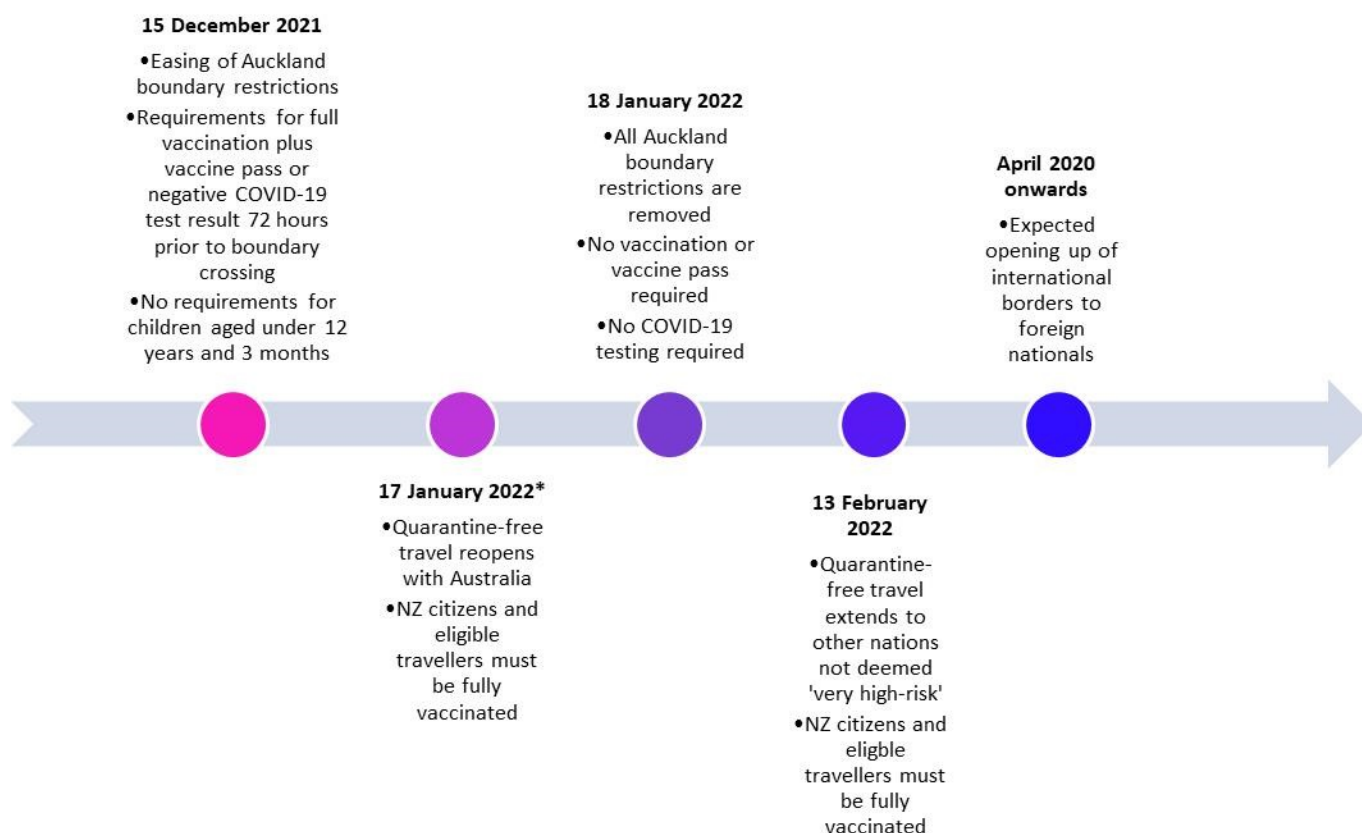 15 December 2021
•Easing of Auckland
boundary restrictions
•Requirements for full
vaccination plus
vaccine pass or
negative COVID-19
test result 72 hours
prior to boundary
crossing
•No requirements for
children aged under 12
years and 3 months
17 January 2022*
•Quarantine-free
travel reopens
with Australia
•NZ citizens and
eligible
travellers must
be fully
vaccinated
18 January 2022
•All Auckland
boundary
restrictions are
removed
•No vaccination or
vaccine pass
required
•No COVID-19
testing required
13 February
2022
•Quarantine-
free travel
extends to
other nations
not deemed
'very high-risk'
•NZ citizens and
eligble
travellers must
be fully
vaccinated
April 2020
onwards
•Expected
opening up of
international
borders to
foreign
nationals